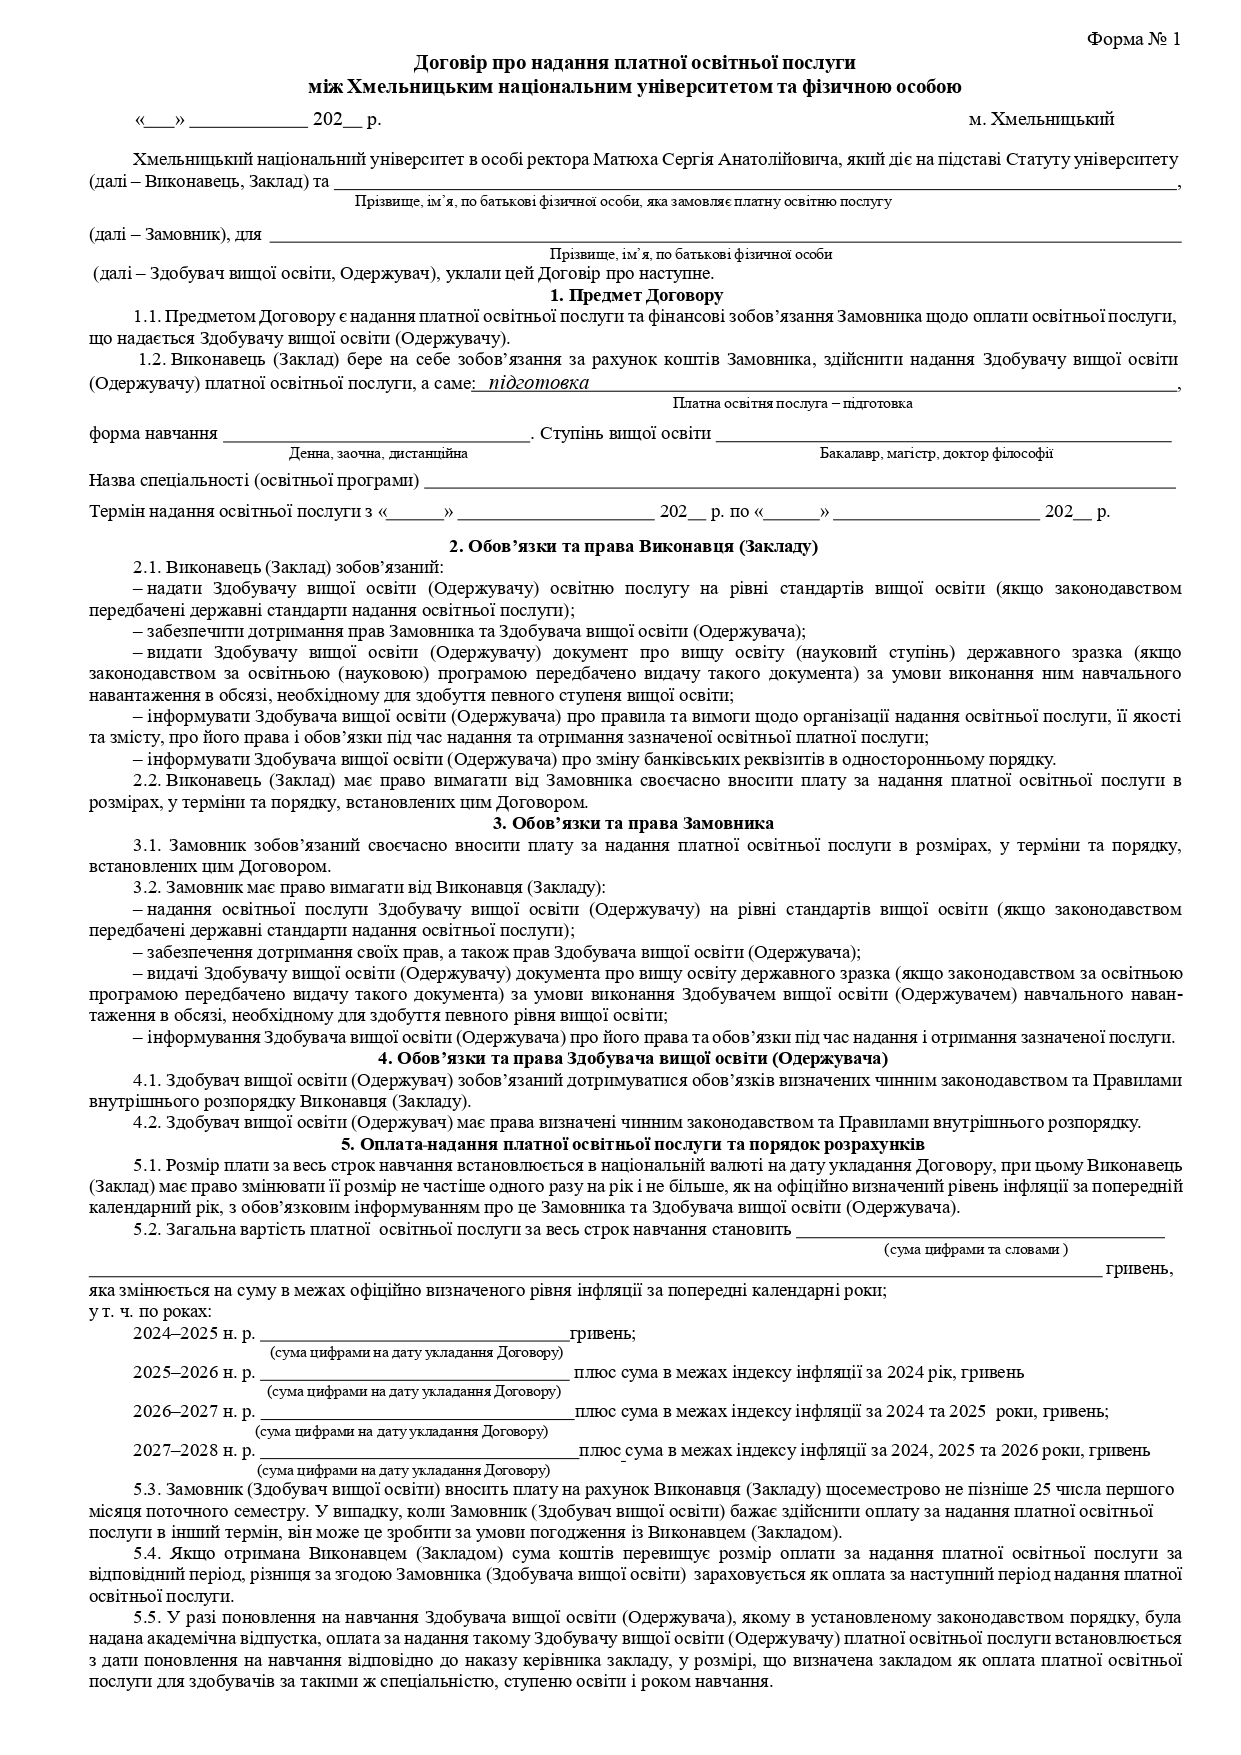 Форма № 1
Договір про надання платної освітньої послуги
між Хмельницьким національним університетом та фізичною особою
«___» ____________ 202__ р. м. Хмельницький
Хмельницький національний університет в особі ректора Матюха Сергія Анатолійовича, який діє на підставі Статуту університету
(далі – Виконавець, Заклад) та ____________________,
Прізвище, ім’я, по батькові фізичної особи, яка замовляє платну освітню послугу
(далі – Замовник), для ____________________
Прізвище, ім’я, по батькові фізичної особи
(далі – Здобувач вищої освіти, Одержувач), уклали цей Договір про наступне.
1. Предмет Договору
1.1. Предметом Договору є надання платної освітньої послуги та фінансові зобов’язання Замовника щодо оплати освітньої послуги,
що надається Здобувачу вищої освіти (Одержувачу).
1.2. Виконавець (Заклад) бере на себе зобов’язання за рахунок коштів Замовника, здійснити надання Здобувачу вищої освіти
(Одержувачу) платної освітньої послуги, а саме: підготовка____________________,
Платна освітня послуга – підготовка
форма навчання ____________________. Ступінь вищої освіти ____________________
Денна, заочна, дистанційна Бакалавр, магістр, доктор філософії
Назва спеціальності (освітньої програми) ____________________
Термін надання освітньої послуги з «______» ____________________ 202__ р. по «______» ____________________ 202__ р.
2. Обов’язки та права Виконавця (Закладу)
2.1. Виконавець (Заклад) зобов’язаний:
– надати Здобувачу вищої освіти (Одержувачу) освітню послугу на рівні стандартів вищої освіти (якщо законодавством
передбачені державні стандарти надання освітньої послуги);
– забезпечити дотримання прав Замовника та Здобувача вищої освіти (Одержувача);
– видати Здобувачу вищої освіти (Одержувачу) документ про вищу освіту (науковий ступінь) державного зразка (якщо
законодавством за освітньою (науковою) програмою передбачено видачу такого документа) за умови виконання ним навчального
навантаження в обсязі, необхідному для здобуття певного ступеня вищої освіти;
– інформувати Здобувача вищої освіти (Одержувача) про правила та вимоги щодо організації надання освітньої послуги, її якості
та змісту, про його права і обов’язки під час надання та отримання зазначеної освітньої платної послуги;
– інформувати Здобувача вищої освіти (Одержувача) про зміну банківських реквізитів в односторонньому порядку.
2.2. Виконавець (Заклад) має право вимагати від Замовника своєчасно вносити плату за надання платної освітньої послуги в
розмірах, у терміни та порядку, встановлених цим Договором.
3. Обов’язки та права Замовника
3.1. Замовник зобов’язаний своєчасно вносити плату за надання платної освітньої послуги в розмірах, у терміни та порядку,
встановлених цим Договором.
3.2. Замовник має право вимагати від Виконавця (Закладу):
– надання освітньої послуги Здобувачу вищої освіти (Одержувачу) на рівні стандартів вищої освіти (якщо законодавством
передбачені державні стандарти надання освітньої послуги);
– забезпечення дотримання своїх прав, а також прав Здобувача вищої освіти (Одержувача);
– видачі Здобувачу вищої освіти (Одержувачу) документа про вищу освіту державного зразка (якщо законодавством за освітньою
програмою передбачено видачу такого документа) за умови виконання Здобувачем вищої освіти (Одержувачем) навчального наван-
таження в обсязі, необхідному для здобуття певного рівня вищої освіти;
– інформування Здобувача вищої освіти (Одержувача) про його права та обов’язки під час надання і отримання зазначеної послуги.
4. Обов’язки та права Здобувача вищої освіти (Одержувача)
4.1. Здобувач вищої освіти (Одержувач) зобов’язаний дотримуватися обов’язків визначених чинним законодавством та Правилами
внутрішнього розпорядку Виконавця (Закладу).
4.2. Здобувач вищої освіти (Одержувач) має права визначені чинним законодавством та Правилами внутрішнього розпорядку.
5. Оплата-надання платної освітньої послуги та порядок розрахунків
5.1. Розмір плати за весь строк навчання встановлюється в національній валюті на дату укладання Договору, при цьому Виконавець
(Заклад) має право змінювати її розмір не частіше одного разу на рік і не більше, як на офіційно визначений рівень інфляції за попередній
календарний рік, з обов’язковим інформуванням про це Замовника та Здобувача вищої освіти (Одержувача).
5.2. Загальна вартість платної освітньої послуги за весь строк навчання становить ____________________
(сума цифрами та словами )
____________________ гривень,
яка змінюється на суму в межах офіційно визначеного рівня інфляції за попередні календарні роки;
у т. ч. по роках:
2024–2025 н. р. ____________________гривень;
(сума цифрами на дату укладання Договору)
2025–2026 н. р. ____________________ плюс сума в межах індексу інфляції за 2024 рік, гривень
(сума цифрами на дату укладання Договору)
2026–2027 н. р. ____________________плюс сума в межах індексу інфляції за 2024 та 2025 роки, гривень;
(сума цифрами на дату укладання Договору)
2027–2028 н. р. ____________________плюс сума в межах індексу інфляції за 2024, 2025 та 2026 роки, гривень
(сума цифрами на дату укладання Договору)
5.3. Замовник (Здобувач вищої освіти) вносить плату на рахунок Виконавця (Закладу) щосеместрово не пізніше 25 числа першого
місяця поточного семестру. У випадку, коли Замовник (Здобувач вищої освіти) бажає здійснити оплату за надання платної освітньої
послуги в інший термін, він може це зробити за умови погодження із Виконавцем (Закладом).
5.4. Якщо отримана Виконавцем (Закладом) сума коштів перевищує розмір оплати за надання платної освітньої послуги за
відповідний період, різниця за згодою Замовника (Здобувача вищої освіти) зараховується як оплата за наступний період надання платної
освітньої послуги.
5.5. У разі поновлення на навчання Здобувача вищої освіти (Одержувача), якому в установленому законодавством порядку, була
надана академічна відпустка, оплата за надання такому Здобувачу вищої освіти (Одержувачу) платної освітньої послуги встановлюється
з дати поновлення на навчання відповідно до наказу керівника закладу, у розмірі, що визначена закладом як оплата платної освітньої
послуги для здобувачів за такими ж спеціальністю, ступеню освіти і роком навчання.